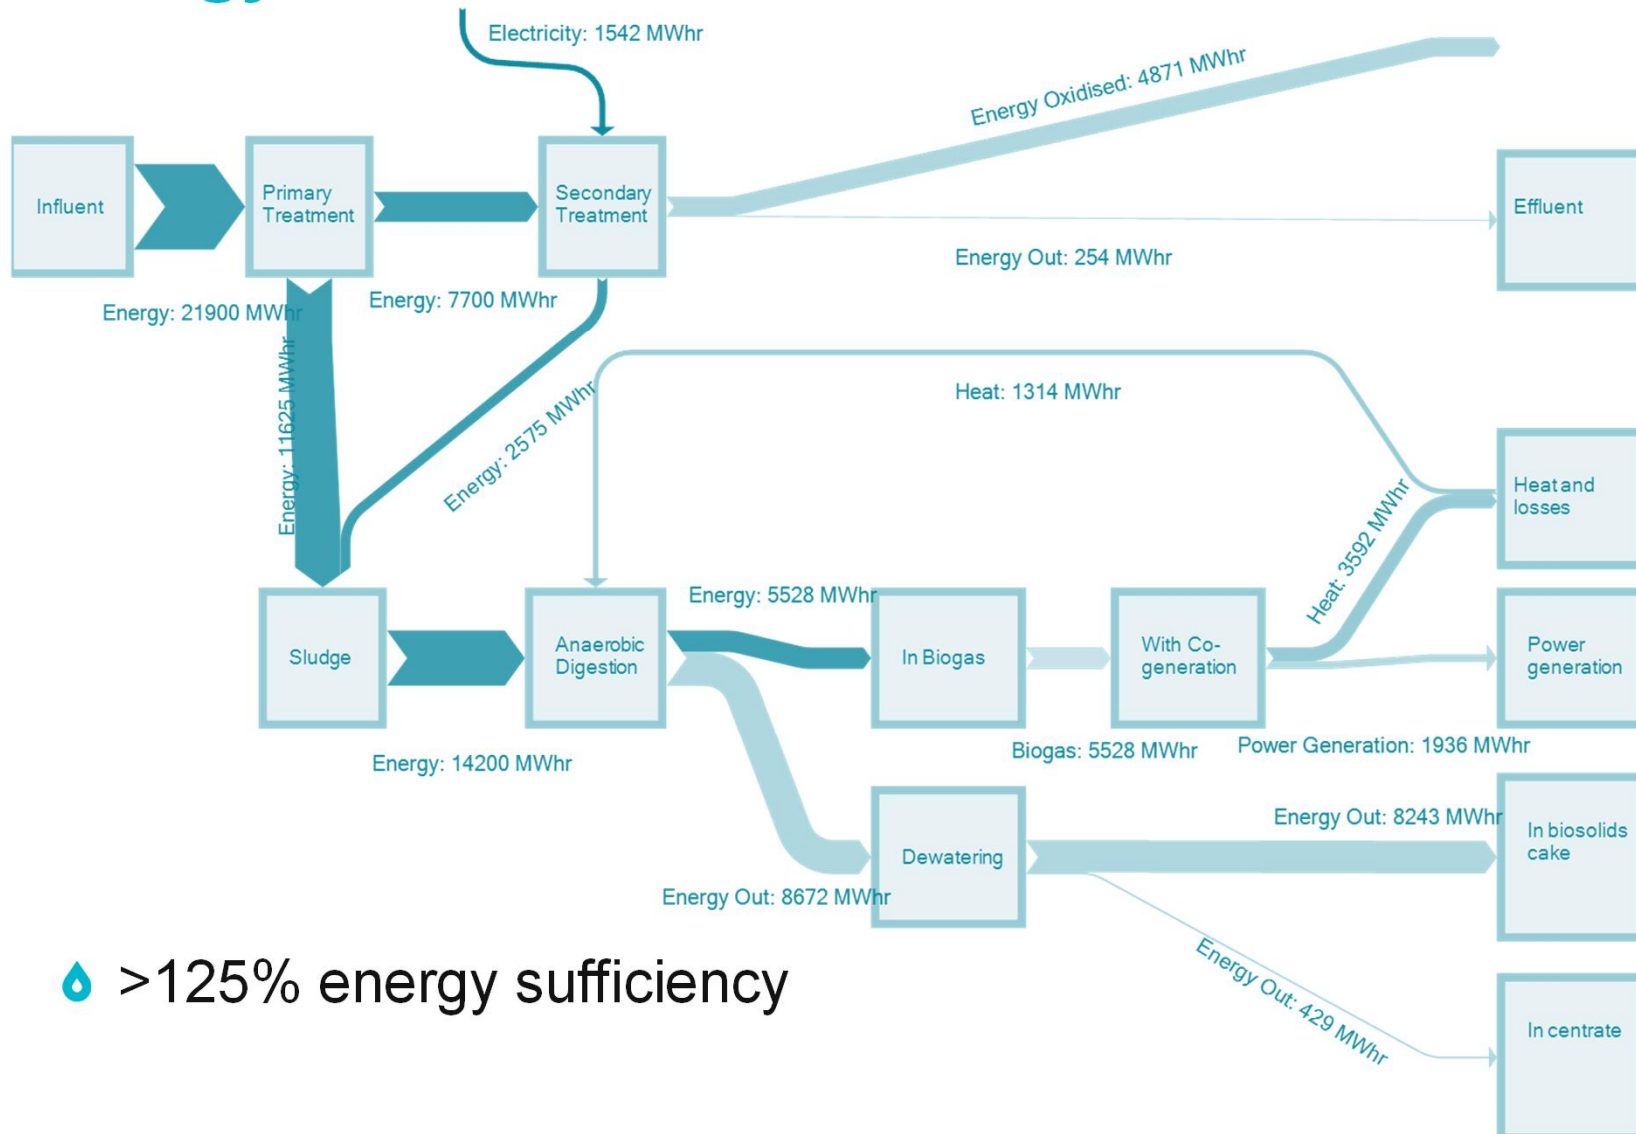 Electricity: 1542 MWhr
Energy Oxidised: 4871 MWhr
Influent
Primary
Treatment
Secondary
Treatment
Effluent
Energy Out: 254 MWhr
Energy: 21900 MWhr
Energy: 7700 MWhr
Energy: 11625 MWhr
Energy: 2575 MWhr
Heat: 1314 MWhr
Heat and
losses
Heat: 3592 MWhr
Energy: 5528 MWhr
Sludge
Anaerobic
Digestion
In Biogas
With Co-
generation
Power
generation
Energy: 14200 MWhr
Biogas: 5528 MWhr
Power Generation: 1936 MWhr
Energy Out: 8243 MWhr
In biosolids
cake
Dewatering
Energy Out: 8672 MWhr
Energy Out: 429 MWhr
In centrate
>125% energy sufficiency